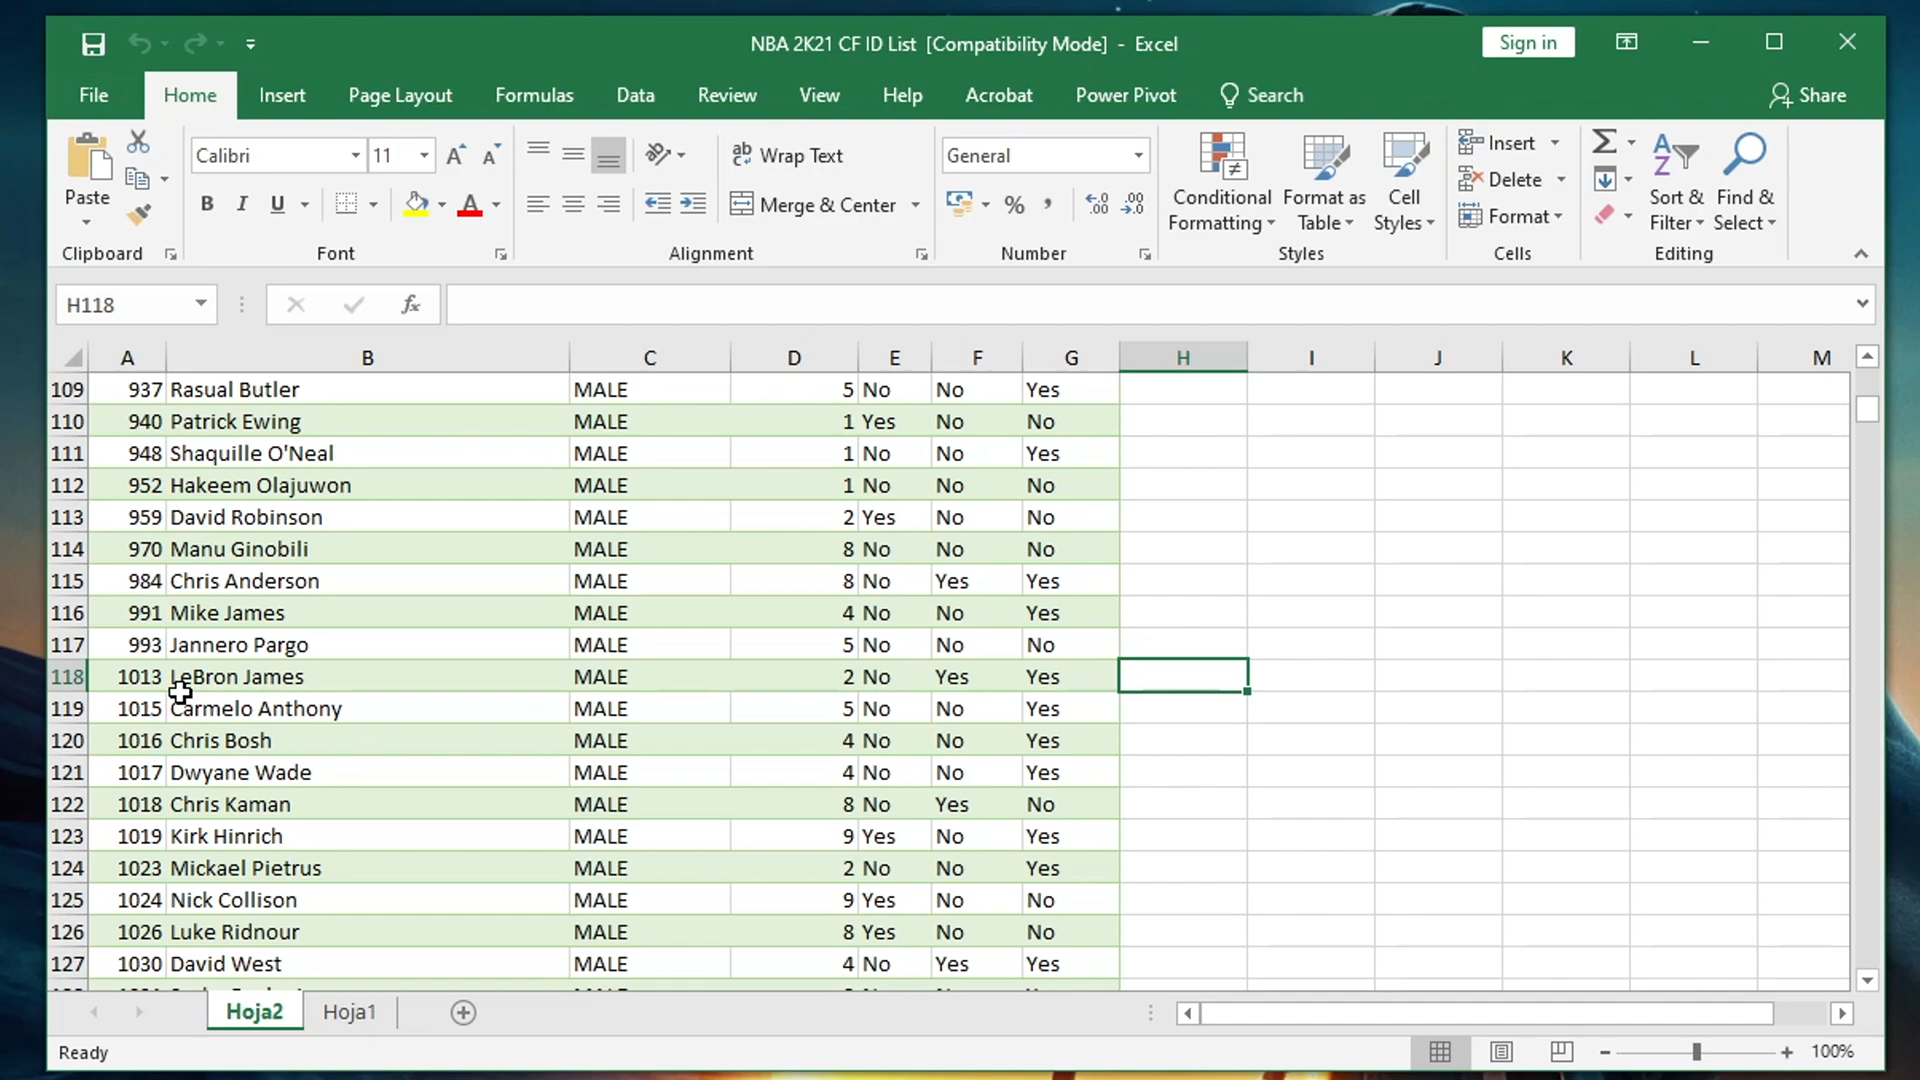 NBA 2K21 CF ID List [Compatibility Mode] - Excel
Sign in
File Home Insert Page Layout Formulas Data Review View Help Acrobat Power Pivot Search Share
Paste
Clipboard
Calibri 11
B I U A
Font
ab Wrap Text
Merge & Center
Alignment
General
%
Number
Conditional Formatting
Format as Table
Cell Styles
Styles
Insert
Delete
Format
Cells
Sort & Filter
Find & Select
Editing
H118 fx
A B C D E F G H I J K L M
109 937 Rasual Butler MALE 5 No No Yes
110 940 Patrick Ewing MALE 1 Yes No No
111 948 Shaquille O'Neal MALE 1 No No Yes
112 952 Hakeem Olajuwon MALE 1 No No No
113 959 David Robinson MALE 2 Yes No No
114 970 Manu Ginobili MALE 8 No No No
115 984 Chris Anderson MALE 8 No Yes Yes
116 991 Mike James MALE 4 No No Yes
117 993 Jannero Pargo MALE 5 No No No
118 1013 LeBron James MALE 2 No Yes Yes
119 1015 Carmelo Anthony MALE 5 No No Yes
120 1016 Chris Bosh MALE 4 No No Yes
121 1017 Dwyane Wade MALE 4 No No Yes
122 1018 Chris Kaman MALE 8 No Yes No
123 1019 Kirk Hinrich MALE 9 Yes No Yes
124 1023 Mickael Pietrus MALE 2 No No Yes
125 1024 Nick Collison MALE 9 Yes No No
126 1026 Luke Ridnour MALE 8 Yes No No
127 1030 David West MALE 4 No Yes Yes
Hoja2 Hoja1
Ready 100%